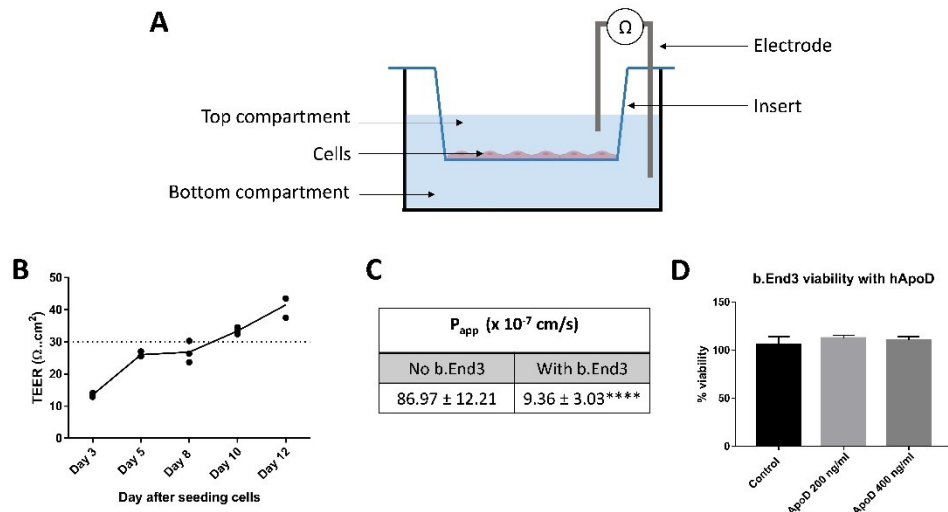 A
Ω
Electrode
Insert
Top compartment
Cells
Bottom compartment
B
TEER (Ω..cm²)
50
40
30
20
10
0
Day 3
Day 5
Day 8
Day 10
Day 12
Day after seeding cells
C
Papp (x 10⁻⁷ cm/s)
No b.End3 With b.End3
86.97 ± 12.21 9.36 ± 3.03****
D
b.End3 viability with hApoD
% viability
150
100
50
0
Control
ApoD 200 ng/ml
ApoD 400 ng/ml